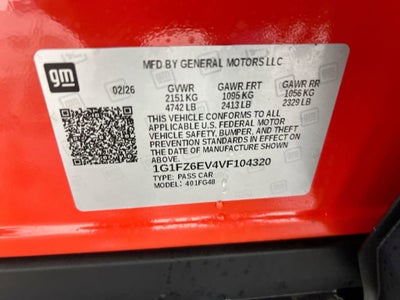 gm
MFD BY GENERAL MOTORS LLC
02/26 GVWR GAWR FRT GAWR RR
2151 KG 1095 KG 1056 KG
4742 LB 2413 LB 2329 LB
THIS VEHICLE CONFORMS TO ALL
APPLICABLE U.S. FEDERAL MOTOR
VEHICLE SAFETY, BUMPER, AND THEFT
PREVENTION STANDARDS IN EFFECT ON
THE DATE OF MANUFACTURE SHOWN
ABOVE.
1G1FZ6EV4VF104320
TYPE: PASS CAR
MODEL: 401FG48